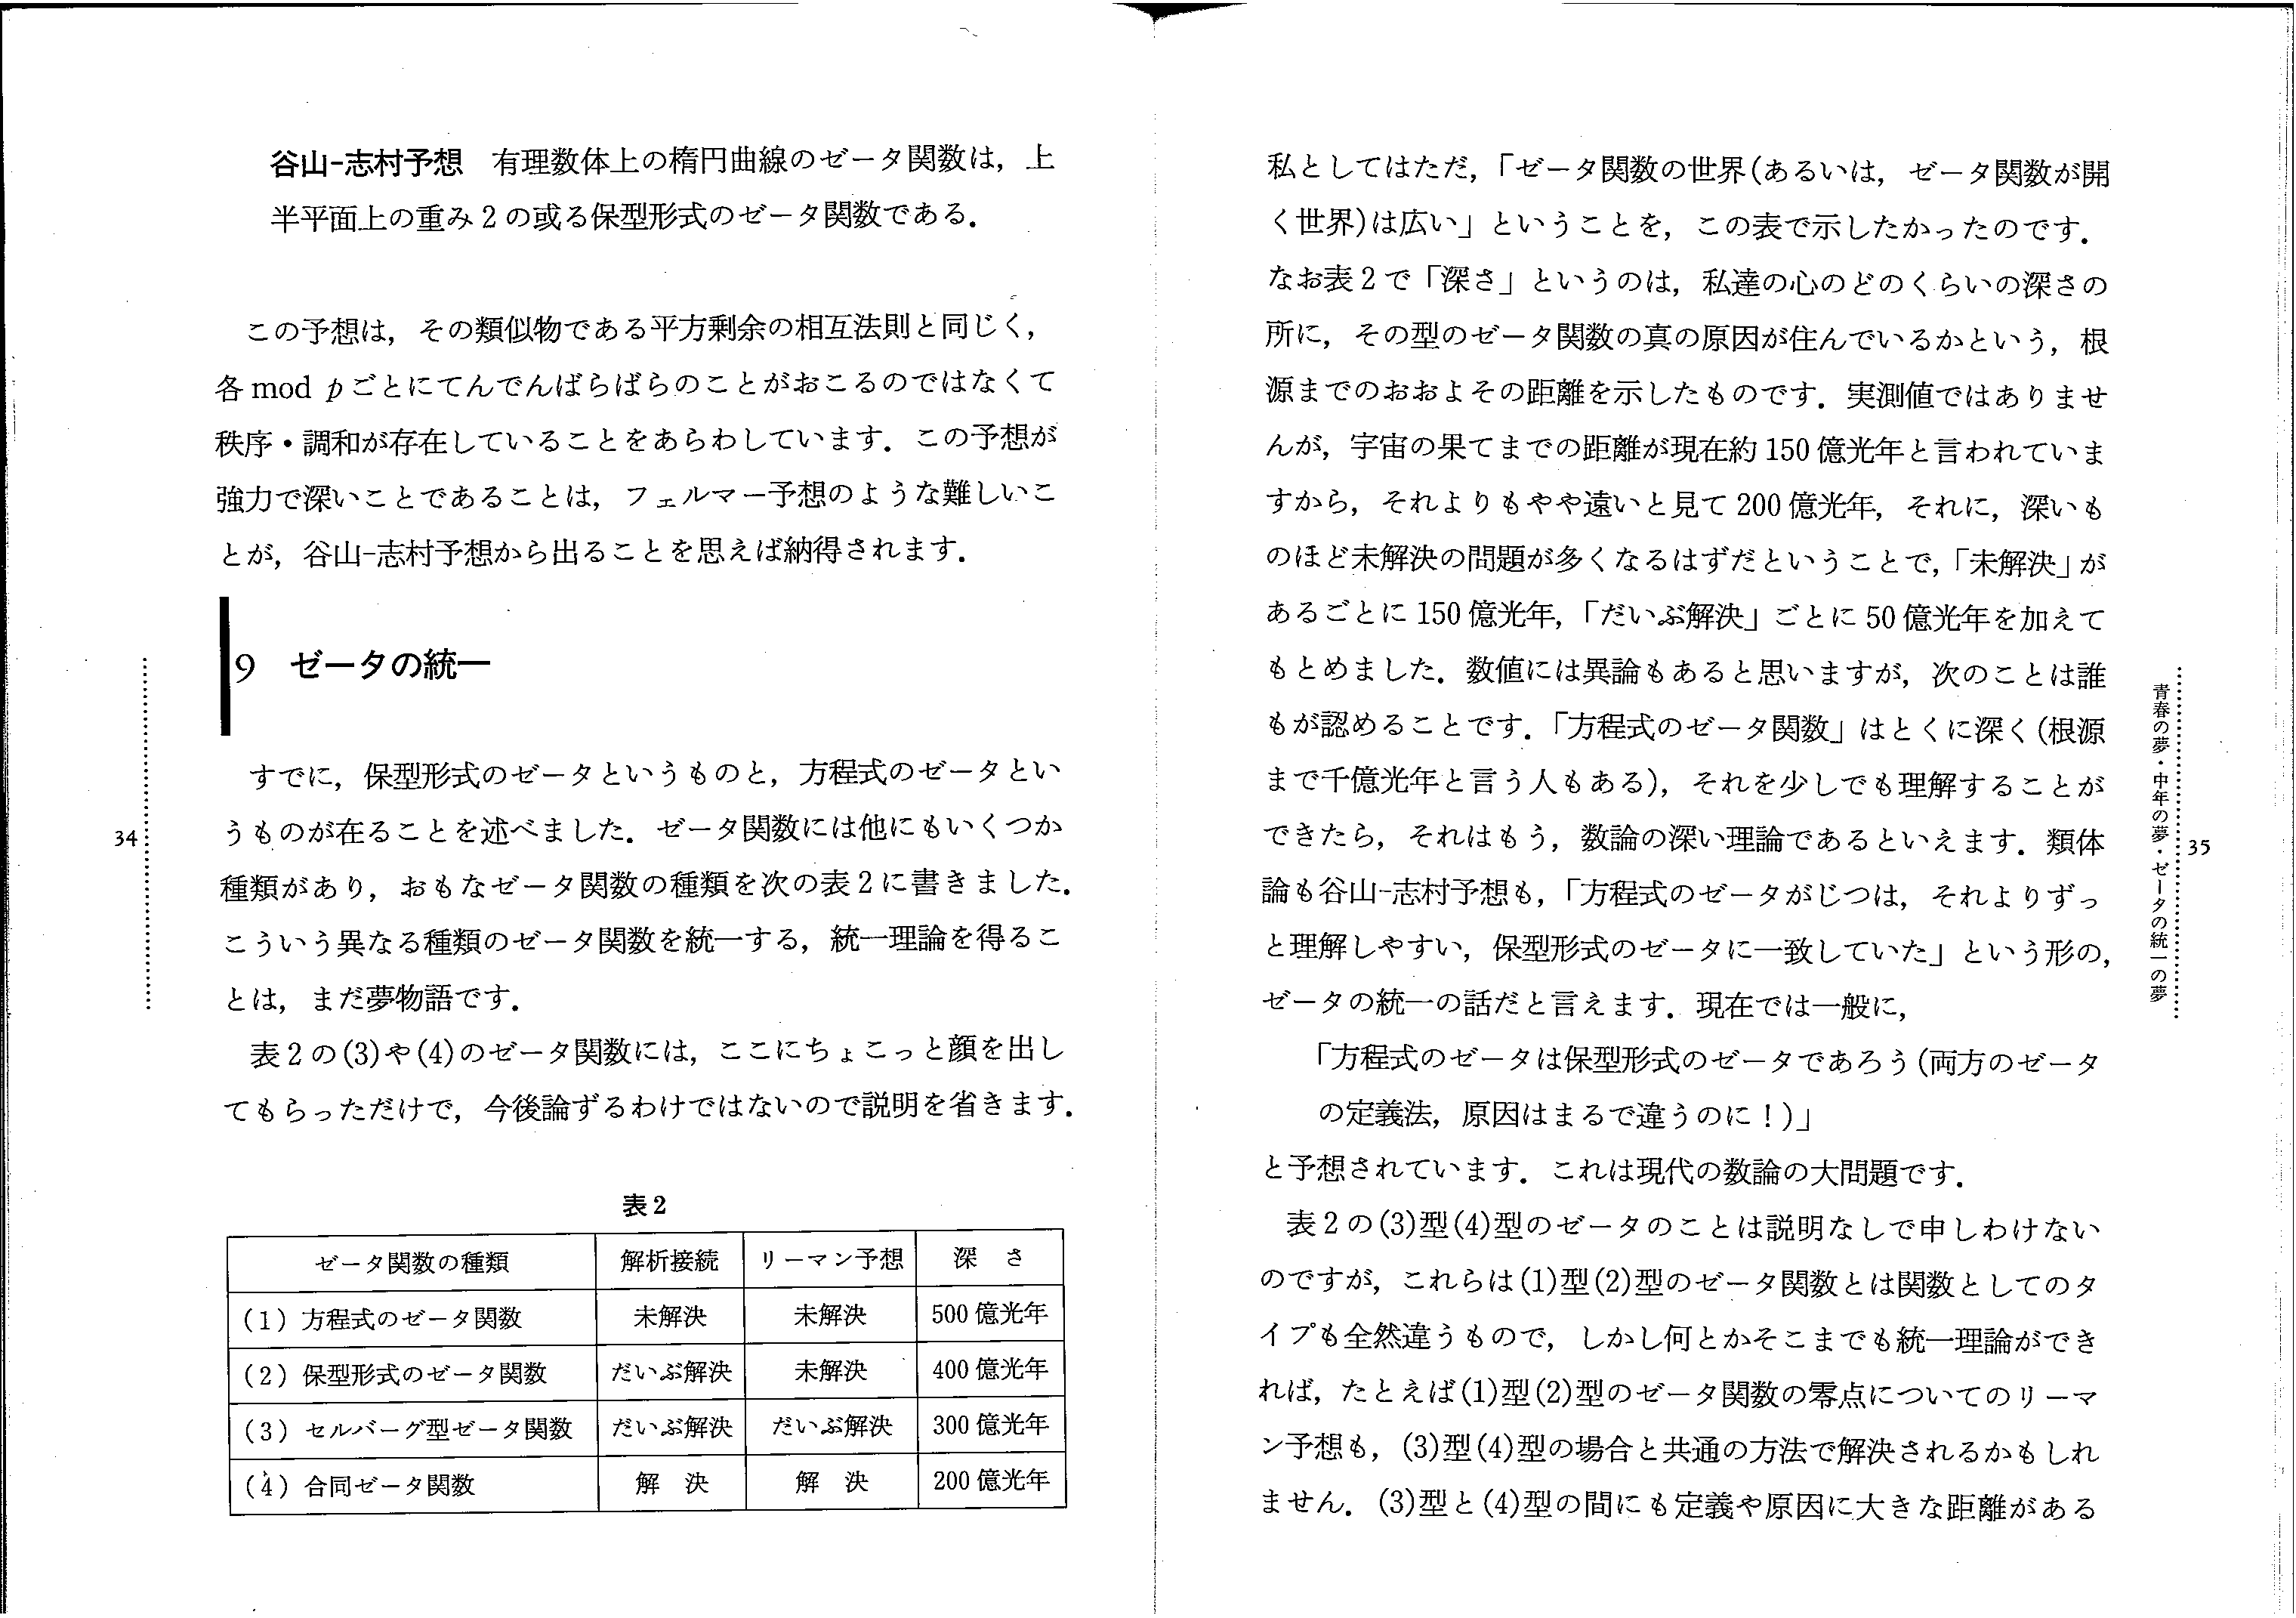 谷山-志村予想　有理数体上の楕円曲線のゼータ関数は，上
半平面上の重み2の或る保型形式のゼータ関数である．
この予想は，その類似物である平方剰余の相互法則と同じく，
各 mod p ごとにてんでんばらばらのことがおこるのではなくて
秩序・調和が存在していることをあらわしています．この予想が
強力で深いことであることは，フェルマー予想のような難しいこ
とが，谷山-志村予想から出ることを思えば納得されます．
9　ゼータの統一
すでに，保型形式のゼータというものと，方程式のゼータとい
うものが在ることを述べました．ゼータ関数には他にもいくつか
種類があり，おもなゼータ関数の種類を次の表2に書きました．
こういう異なる種類のゼータ関数を統一する，統一理論を得るこ
とは，まだ夢物語です．
表2の(3)や(4)のゼータ関数には，ここにちょこっと顔を出し
てもらっただけで，今後論ずるわけではないので説明を省きます．
表2
ゼータ関数の種類　解析接続　リーマン予想　深　さ
(1) 方程式のゼータ関数　未解決　未解決　500億光年
(2) 保型形式のゼータ関数　だいぶ解決　未解決　400億光年
(3) セルバーグ型ゼータ関数　だいぶ解決　だいぶ解決　300億光年
(4) 合同ゼータ関数　解　決　解　決　200億光年
34
私としてはただ，「ゼータ関数の世界(あるいは，ゼータ関数が開
く世界)は広い」ということを，この表で示したかったのです．
なお表2で「深さ」というのは，私達の心のどのくらいの深さの
所に，その型のゼータ関数の真の原因が住んでいるかという，根
源までのおおよその距離を示したものです．実測値ではありませ
んが，宇宙の果てまでの距離が現在約150億光年と言われていま
すから，それよりもやや遠いと見て200億光年，それに，深いも
のほど未解決の問題が多くなるはずだということで，「未解決」が
あるごとに150億光年，「だいぶ解決」ごとに50億光年を加えて
もとめました．数値には異論もあると思いますが，次のことは誰
もが認めることです．「方程式のゼータ関数」はとくに深く(根源
まで千億光年と言う人もある)，それを少しでも理解することが
できたら，それはもう，数論の深い理論であるといえます．類体
論も谷山-志村予想も，「方程式のゼータがじつは，それよりずっ
と理解しやすい，保型形式のゼータに一致していた」という形の，
ゼータの統一の話だと言えます．現在では一般に，
「方程式のゼータは保型形式のゼータであろう(両方のゼータ
の定義法，原因はまるで違うのに！)」
と予想されています．これは現代の数論の大問題です．
表2の(3)型(4)型のゼータのことは説明なしで申しわけない
のですが，これらは(1)型(2)型のゼータ関数とは関数としてのタ
イプも全然違うもので，しかし何とかそこまでも統一理論ができ
れば，たとえば(1)型(2)型のゼータ関数の零点についてのリーマ
ン予想も，(3)型(4)型の場合と共通の方法で解決されるかもしれ
ません．(3)型と(4)型の間にも定義や原因に大きな距離がある
青春の夢・中年の夢・ゼータの統一の夢
35